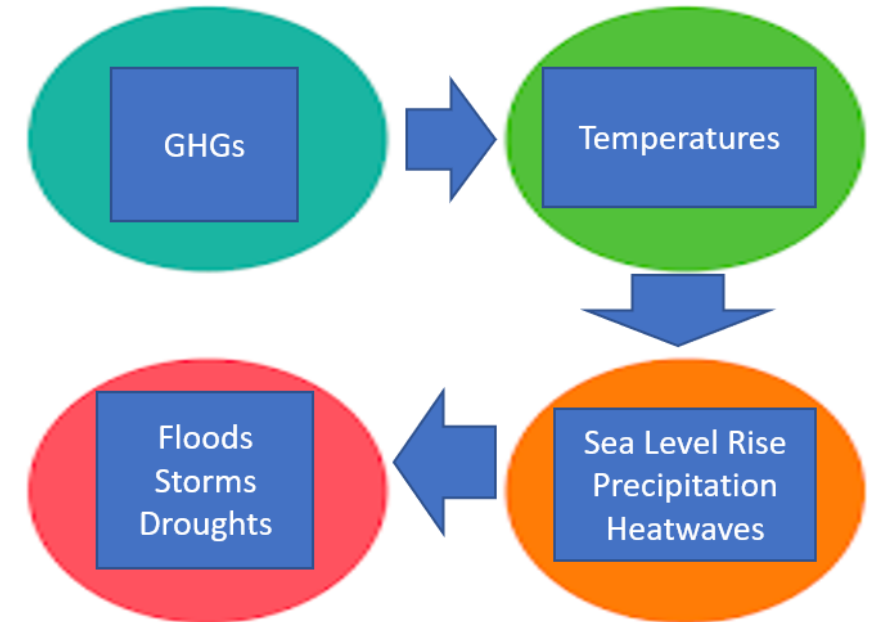 GHGs
Temperatures
Sea Level Rise
Precipitation
Heatwaves
Floods
Storms
Droughts